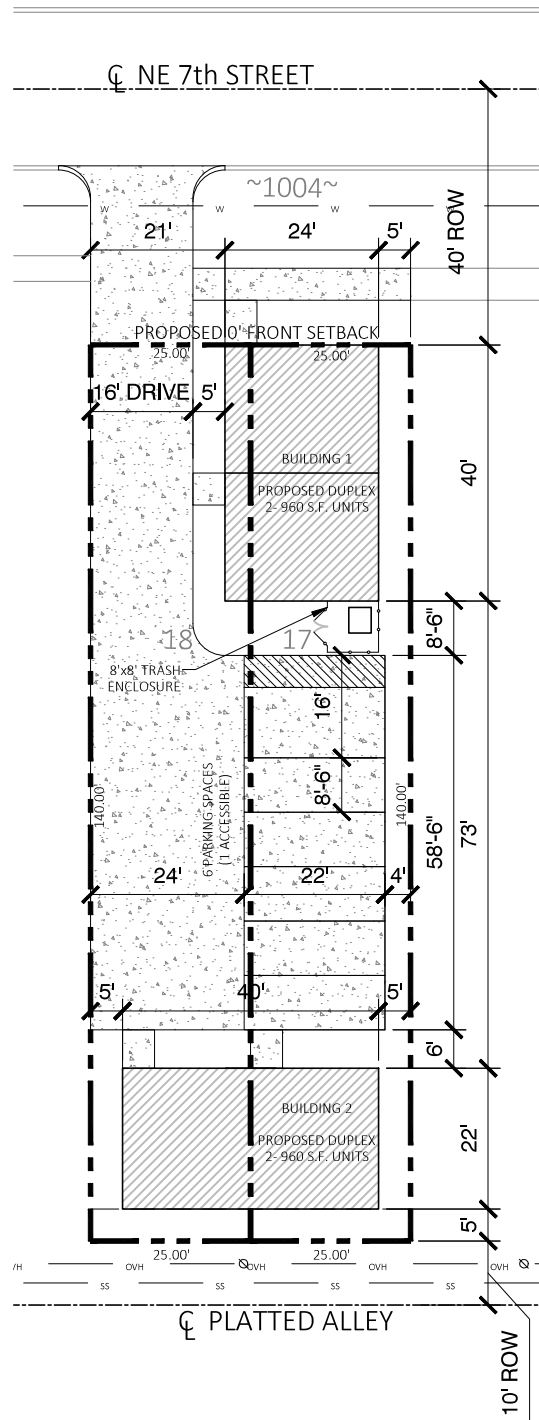 ℄ NE 7th STREET
~1004~
W W W W
21' 24' 5'
40' ROW
PROPOSED 0' FRONT SETBACK
25.00' 25.00'
16' DRIVE 5'
BUILDING 1
PROPOSED DUPLEX
2- 960 S.F. UNITS
40'
18 17
8'x8' TRASH
ENCLOSURE
8'-6"
16'
8'-6"
140.00'
6 PARKING SPACES
(1 ACCESSIBLE)
140.00'
58'-6"
73'
24' 22' 4'
5' 40' 5'
6'
BUILDING 2
PROPOSED DUPLEX
2- 960 S.F. UNITS
22'
5'
25.00' 25.00'
VH OVH OVH OVH OVH
SS SS SS SS
℄ PLATTED ALLEY
10' ROW